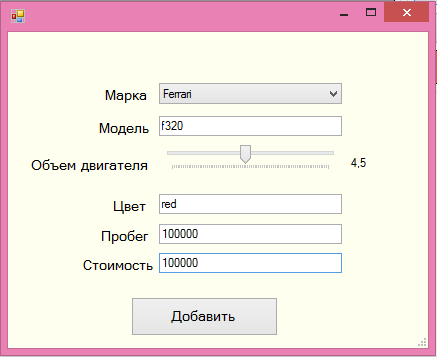 Марка Ferrari
Модель f320
Объем двигателя 4,5
Цвет red
Пробег 100000
Стоимость 100000
Добавить